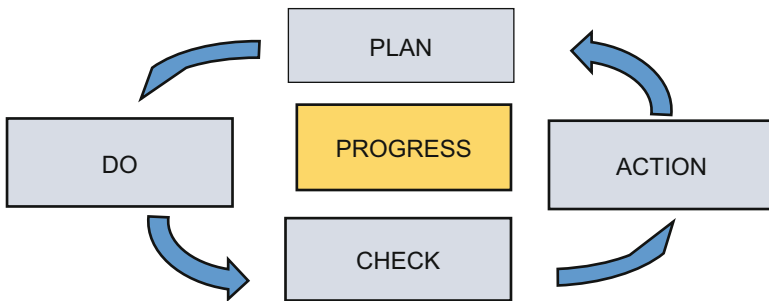 PLAN
PROGRESS
DO
ACTION
CHECK